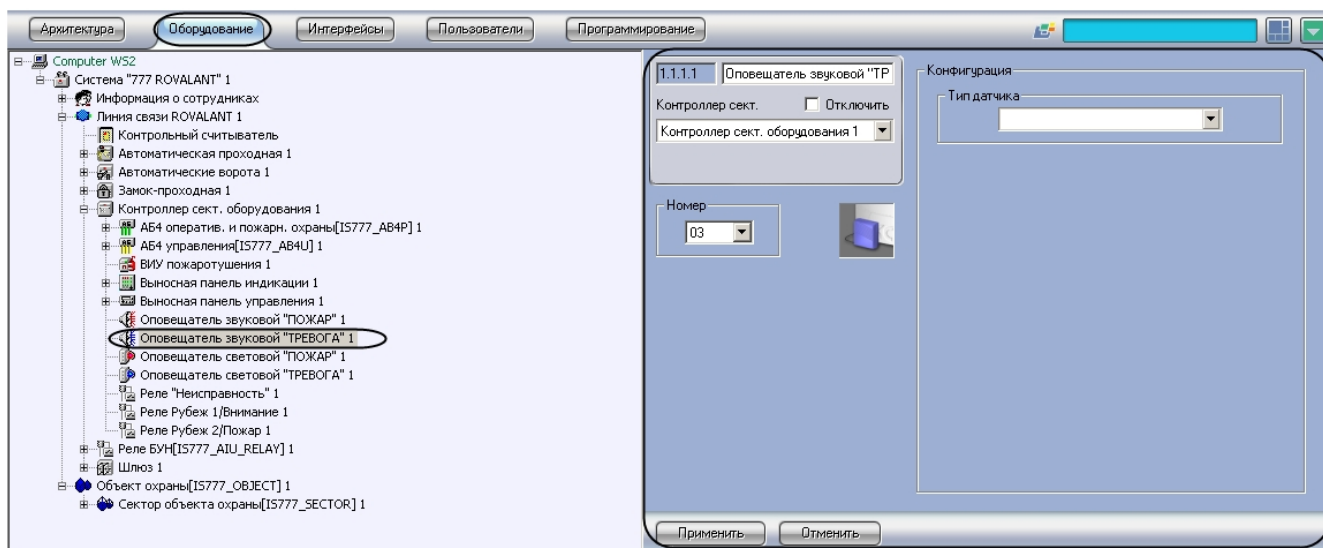 Архитектура
Оборудование
Интерфейсы
Пользователи
Программирование
Computer WS2
Система "777 ROVALANT" 1
Информация о сотрудниках
Линия связи ROVALANT 1
Контрольный считыватель
Автоматическая проходная 1
Автоматические ворота 1
Замок-проходная 1
Контроллер сект. оборудования 1
АБ4 оператив. и пожарн. охраны[IS777_AB4P] 1
АБ4 управления[IS777_AB4U] 1
ВИУ пожаротушения 1
Выносная панель индикации 1
Выносная панель управления 1
Оповещатель звуковой "ПОЖАР" 1
Оповещатель звуковой "ТРЕВОГА" 1
Оповещатель световой "ПОЖАР" 1
Оповещатель световой "ТРЕВОГА" 1
Реле "Неисправность" 1
Реле Рубеж 1/Внимание 1
Реле Рубеж 2/Пожар 1
Реле БУН[IS777_AIU_RELAY] 1
Шлюз 1
Объект охраны[IS777_OBJECT] 1
Сектор объекта охраны[IS777_SECTOR] 1
1.1.1.1 Оповещатель звуковой "ТР
Контроллер сект. Отключить
Контроллер сект. оборудования 1
Номер
03
Конфигурация
Тип датчика
Применить Отменить